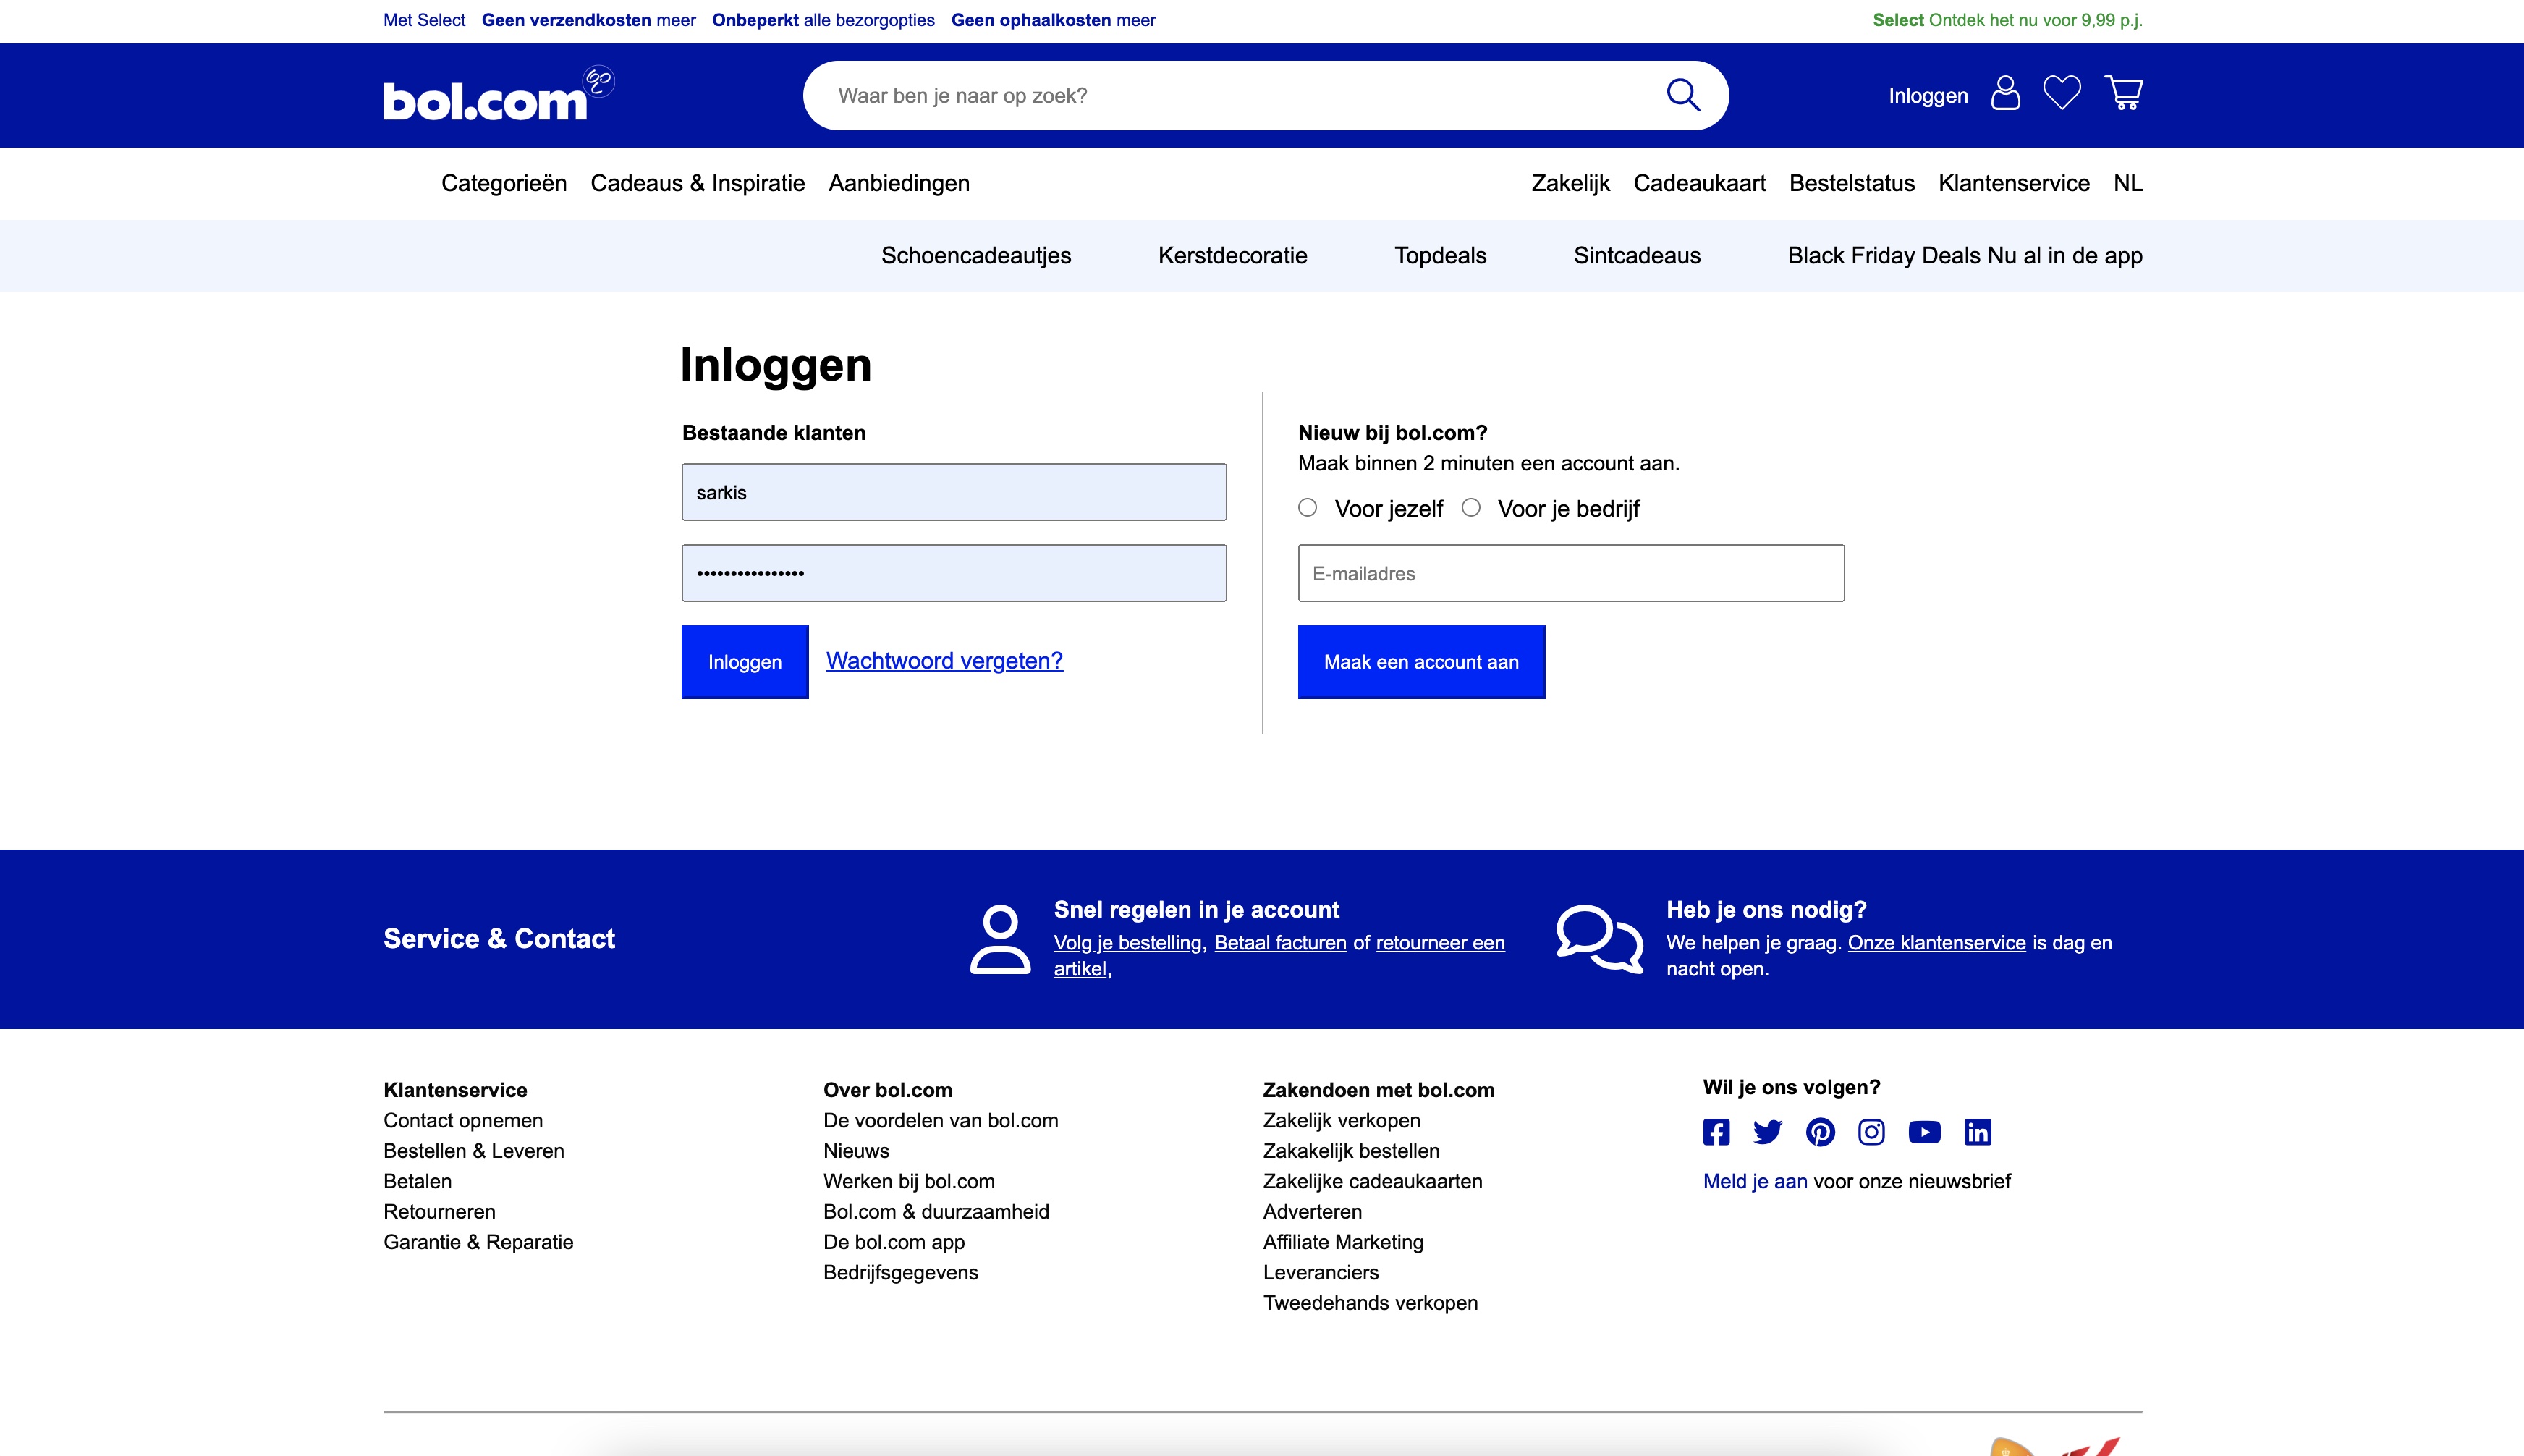 Met Select Geen verzendkosten meer Onbeperkt alle bezorgopties Geen ophaalkosten meer
Select Ontdek het nu voor 9,99 p.j.
bol.com
Waar ben je naar op zoek?
Inloggen
Categorieën Cadeaus & Inspiratie Aanbiedingen
Zakelijk Cadeaukaart Bestelstatus Klantenservice NL
Schoencadeautjes Kerstdecoratie Topdeals Sintcadeaus Black Friday Deals Nu al in de app
Inloggen
Bestaande klanten
sarkis
••••••••••••••••
Inloggen
Wachtwoord vergeten?
Nieuw bij bol.com?
Maak binnen 2 minuten een account aan.
Voor jezelf Voor je bedrijf
E-mailadres
Maak een account aan
Service & Contact
Snel regelen in je account
Volg je bestelling, Betaal facturen of retourneer een
artikel,
Heb je ons nodig?
We helpen je graag. Onze klantenservice is dag en
nacht open.
Klantenservice
Contact opnemen
Bestellen & Leveren
Betalen
Retourneren
Garantie & Reparatie
Over bol.com
De voordelen van bol.com
Nieuws
Werken bij bol.com
Bol.com & duurzaamheid
De bol.com app
Bedrijfsgegevens
Zakendoen met bol.com
Zakelijk verkopen
Zakakelijk bestellen
Zakelijke cadeaukaarten
Adverteren
Affiliate Marketing
Leveranciers
Tweedehands verkopen
Wil je ons volgen?
Meld je aan voor onze nieuwsbrief